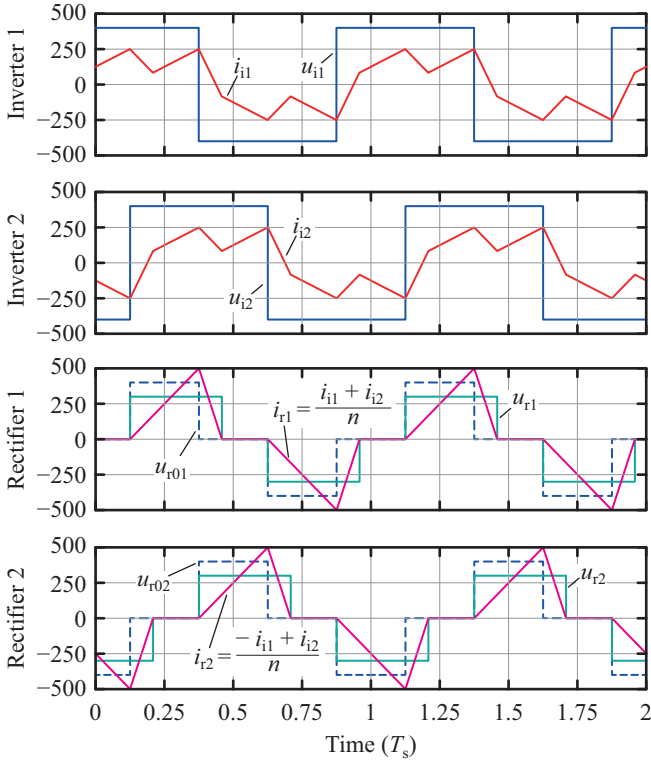 Inverter 1
500
250
0
−250
−500
i_i1
u_i1
Inverter 2
500
250
0
−250
−500
i_i2
u_i2
Rectifier 1
500
250
0
−250
−500
i_r1 = (i_i1 + i_i2) / n
u_r1
u_r01
Rectifier 2
500
250
0
−250
−500
u_r02
u_r2
i_r2 = (− i_i1 + i_i2) / n
0 0.25 0.5 0.75 1 1.25 1.5 1.75 2
Time (T_s)